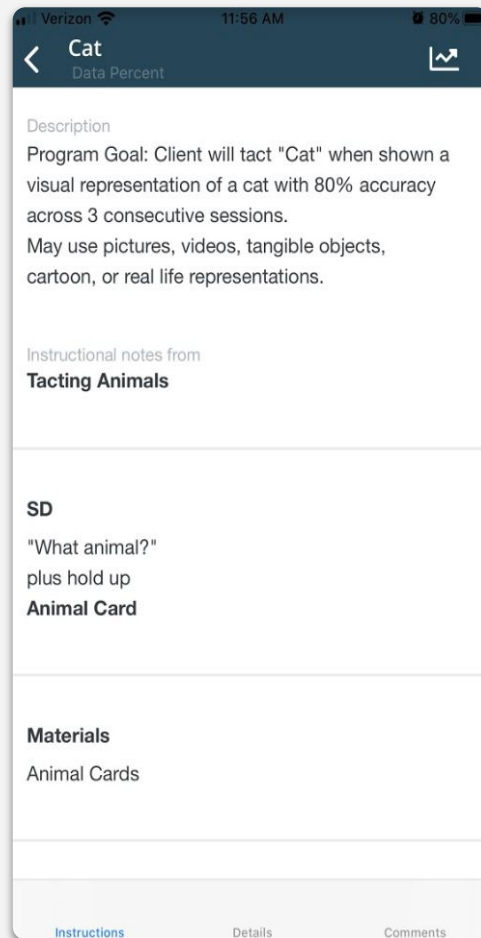 Verizon 11:56 AM 80%
Cat
Data Percent
Description
Program Goal: Client will tact "Cat" when shown a
visual representation of a cat with 80% accuracy
across 3 consecutive sessions.
May use pictures, videos, tangible objects,
cartoon, or real life representations.
Instructional notes from
Tacting Animals
SD
"What animal?"
plus hold up
Animal Card
Materials
Animal Cards
Instructions Details Comments